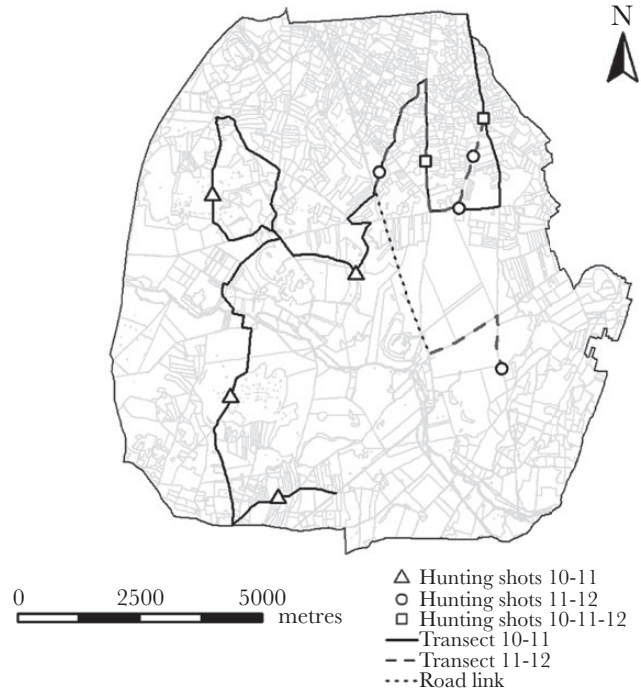 N
0 2500 5000 metres
Hunting shots 10-11
Hunting shots 11-12
Hunting shots 10-11-12
Transect 10-11
Transect 11-12
Road link